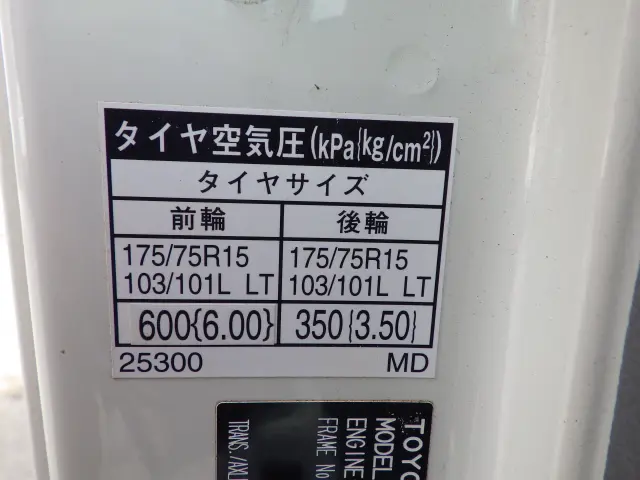 タイヤ空気圧(kPa{kg/cm²})
タイヤサイズ
前輪 後輪
175/75R15 175/75R15
103/101L LT 103/101L LT
600{6.00} 350{3.50}
25300 MD
MODEL
ENGINE
FRAME No
TRANS./AXL